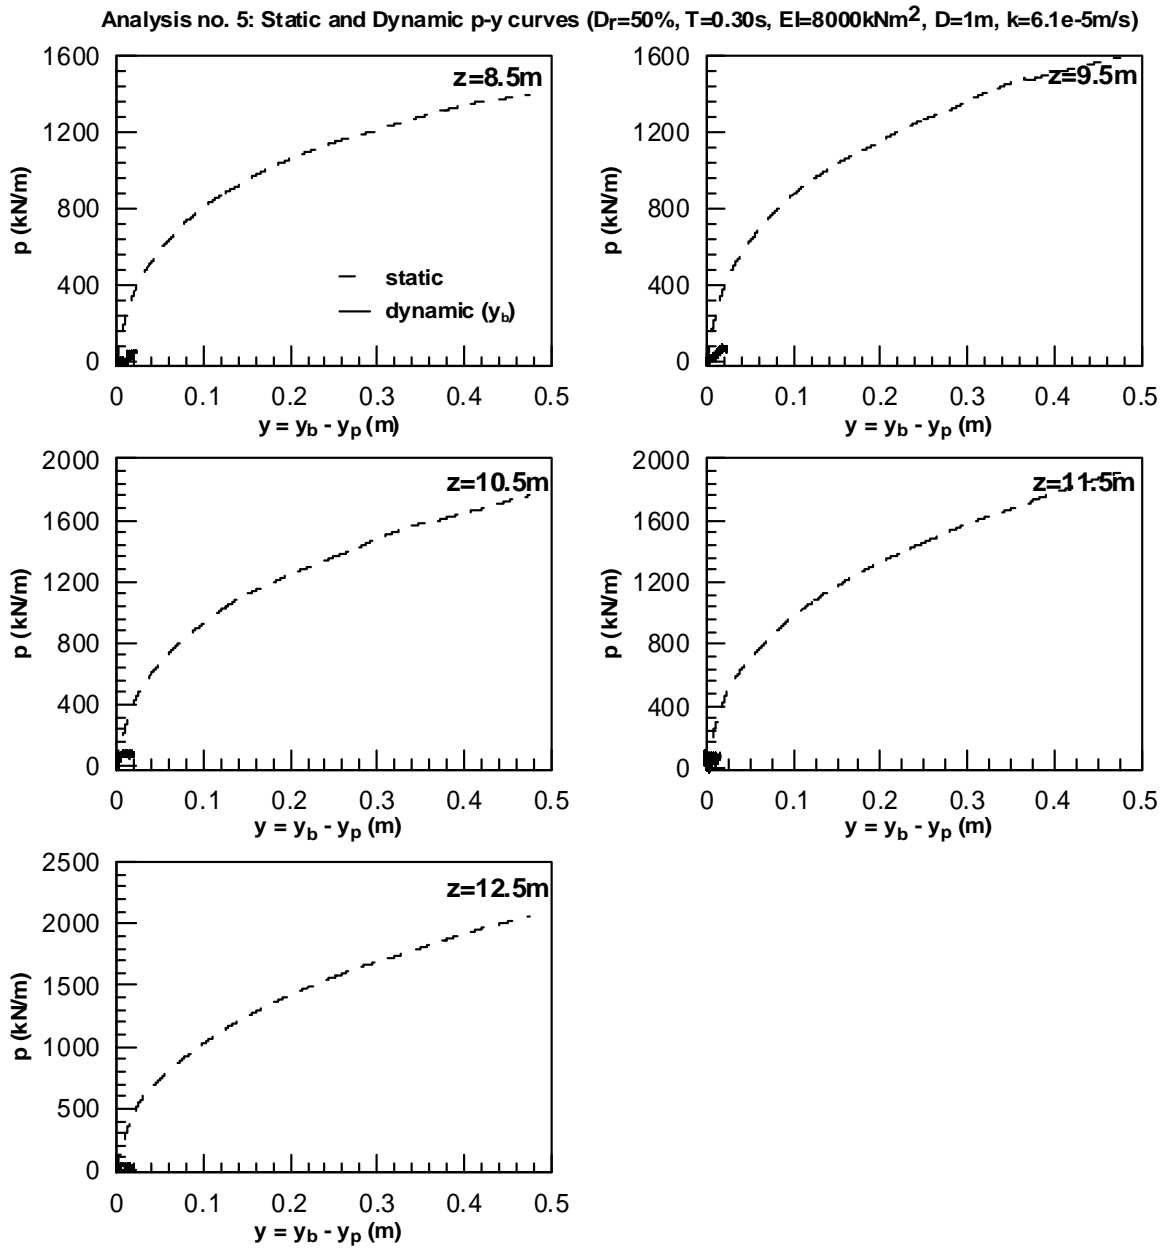 Analysis no. 5: Static and Dynamic p-y curves (Dr=50%, T=0.30s, EI=8000kNm2, D=1m, k=6.1e-5m/s)
z=8.5m
p (kN/m)
1600
1200
800
400
0
static
dynamic (yb)
0 0.1 0.2 0.3 0.4 0.5
y = yb - yp (m)
z=9.5m
p (kN/m)
1600
1200
800
400
0
0 0.1 0.2 0.3 0.4 0.5
y = yb - yp (m)
z=10.5m
p (kN/m)
2000
1600
1200
800
400
0
0 0.1 0.2 0.3 0.4 0.5
y = yb - yp (m)
z=11.5m
p (kN/m)
2000
1600
1200
800
400
0
0 0.1 0.2 0.3 0.4 0.5
y = yb - yp (m)
z=12.5m
p (kN/m)
2500
2000
1500
1000
500
0
0 0.1 0.2 0.3 0.4 0.5
y = yb - yp (m)